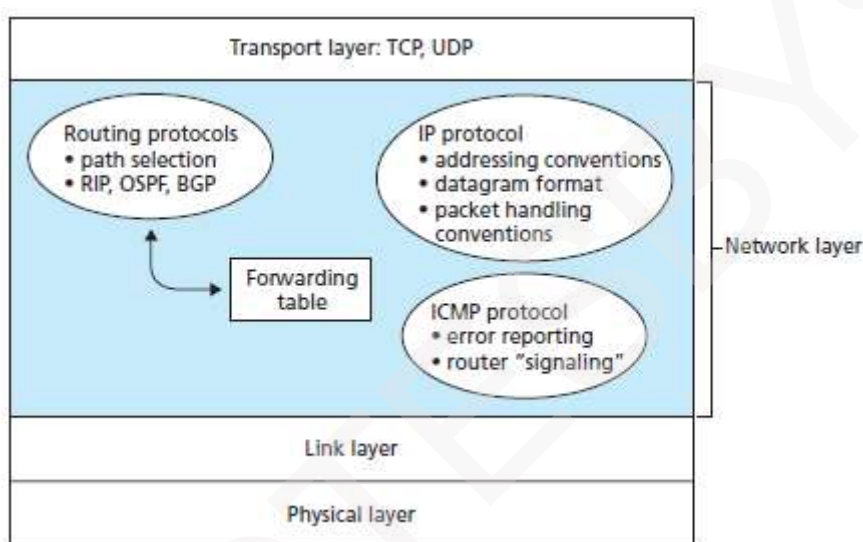 Transport layer: TCP, UDP
Routing protocols
• path selection
• RIP, OSPF, BGP
IP protocol
• addressing conventions
• datagram format
• packet handling
conventions
Forwarding
table
ICMP protocol
• error reporting
• router "signaling"
Network layer
Link layer
Physical layer